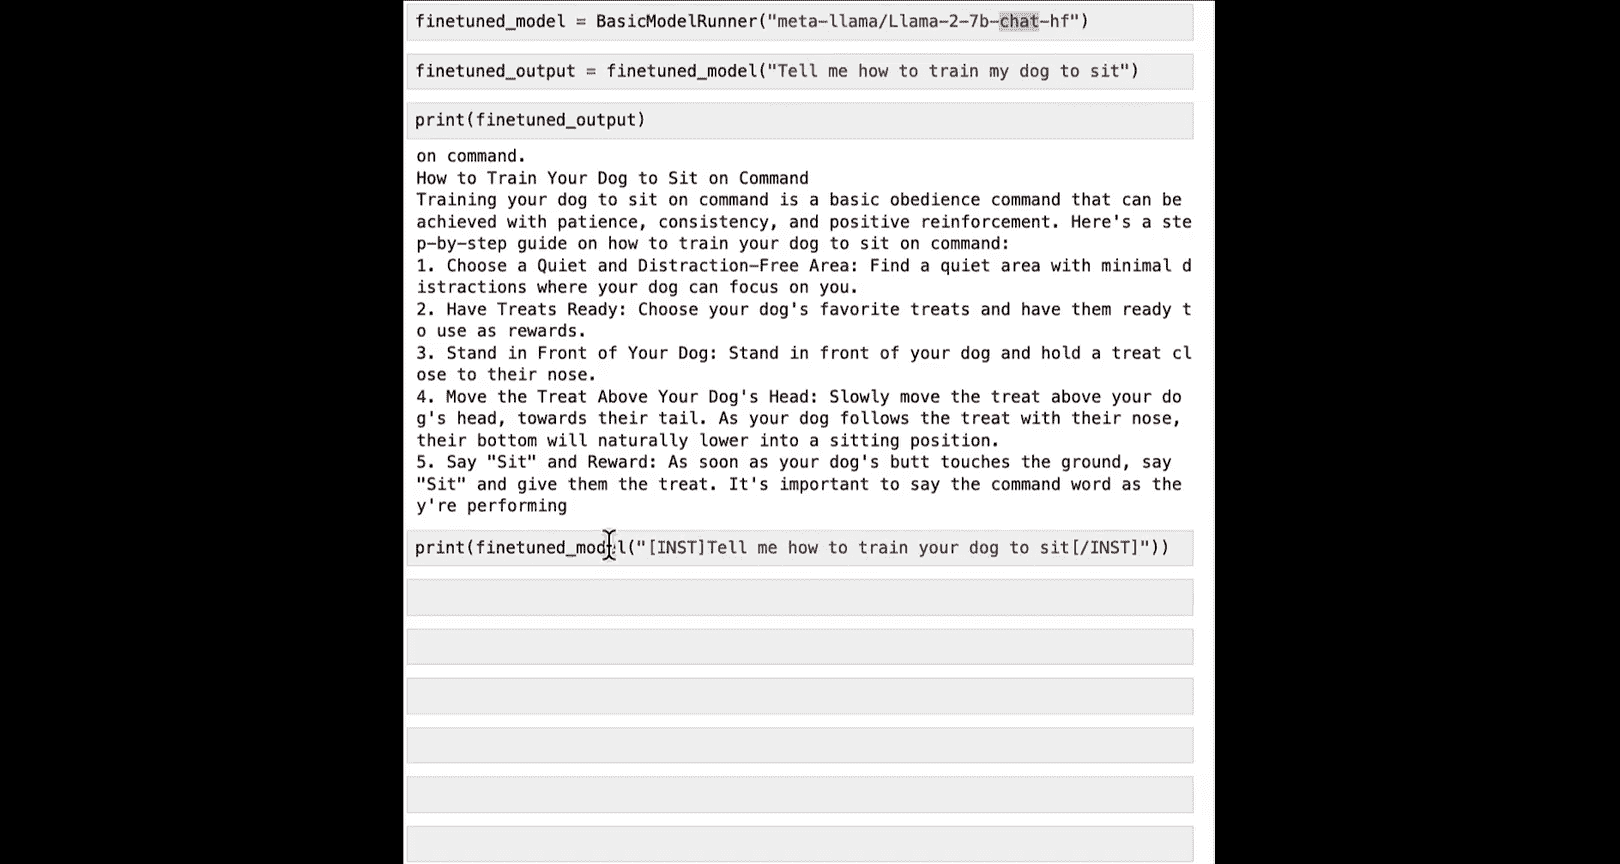 finetuned_model = BasicModelRunner("meta-llama/Llama-2-7b-chat-hf")
finetuned_output = finetuned_model("Tell me how to train my dog to sit")
print(finetuned_output)
on command.
How to Train Your Dog to Sit on Command
Training your dog to sit on command is a basic obedience command that can be
achieved with patience, consistency, and positive reinforcement. Here's a ste
p-by-step guide on how to train your dog to sit on command:
1. Choose a Quiet and Distraction-Free Area: Find a quiet area with minimal d
istractions where your dog can focus on you.
2. Have Treats Ready: Choose your dog's favorite treats and have them ready t
o use as rewards.
3. Stand in Front of Your Dog: Stand in front of your dog and hold a treat cl
ose to their nose.
4. Move the Treat Above Your Dog's Head: Slowly move the treat above your do
g's head, towards their tail. As your dog follows the treat with their nose,
their bottom will naturally lower into a sitting position.
5. Say "Sit" and Reward: As soon as your dog's butt touches the ground, say
"Sit" and give them the treat. It's important to say the command word as the
y're performing
print(finetuned_model("[INST]Tell me how to train your dog to sit[/INST]"))